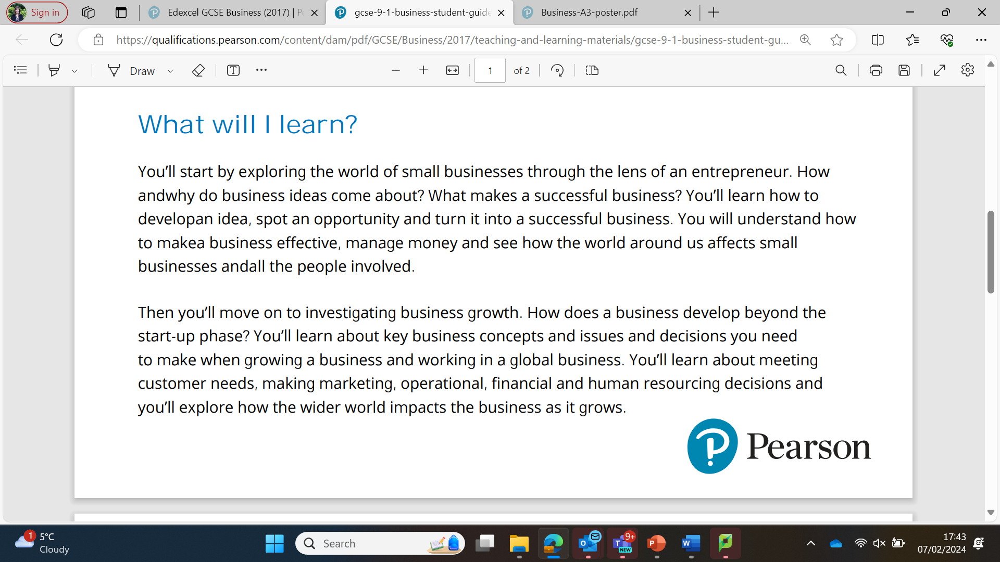 Sign in
Edexcel GCSE Business (2017) | P
gcse-9-1-business-student-guide
Business-A3-poster.pdf
https://qualifications.pearson.com/content/dam/pdf/GCSE/Business/2017/teaching-and-learning-materials/gcse-9-1-business-student-gu...
Draw
1 of 2
What will I learn?
You’ll start by exploring the world of small businesses through the lens of an entrepreneur. How
andwhy do business ideas come about? What makes a successful business? You’ll learn how to
developan idea, spot an opportunity and turn it into a successful business. You will understand how
to makea business effective, manage money and see how the world around us affects small
businesses andall the people involved.
Then you’ll move on to investigating business growth. How does a business develop beyond the
start-up phase? You’ll learn about key business concepts and issues and decisions you need
to make when growing a business and working in a global business. You’ll learn about meeting
customer needs, making marketing, operational, financial and human resourcing decisions and
you’ll explore how the wider world impacts the business as it grows.
Pearson
1
5°C
Cloudy
Search
9+
NEW
17:43
07/02/2024